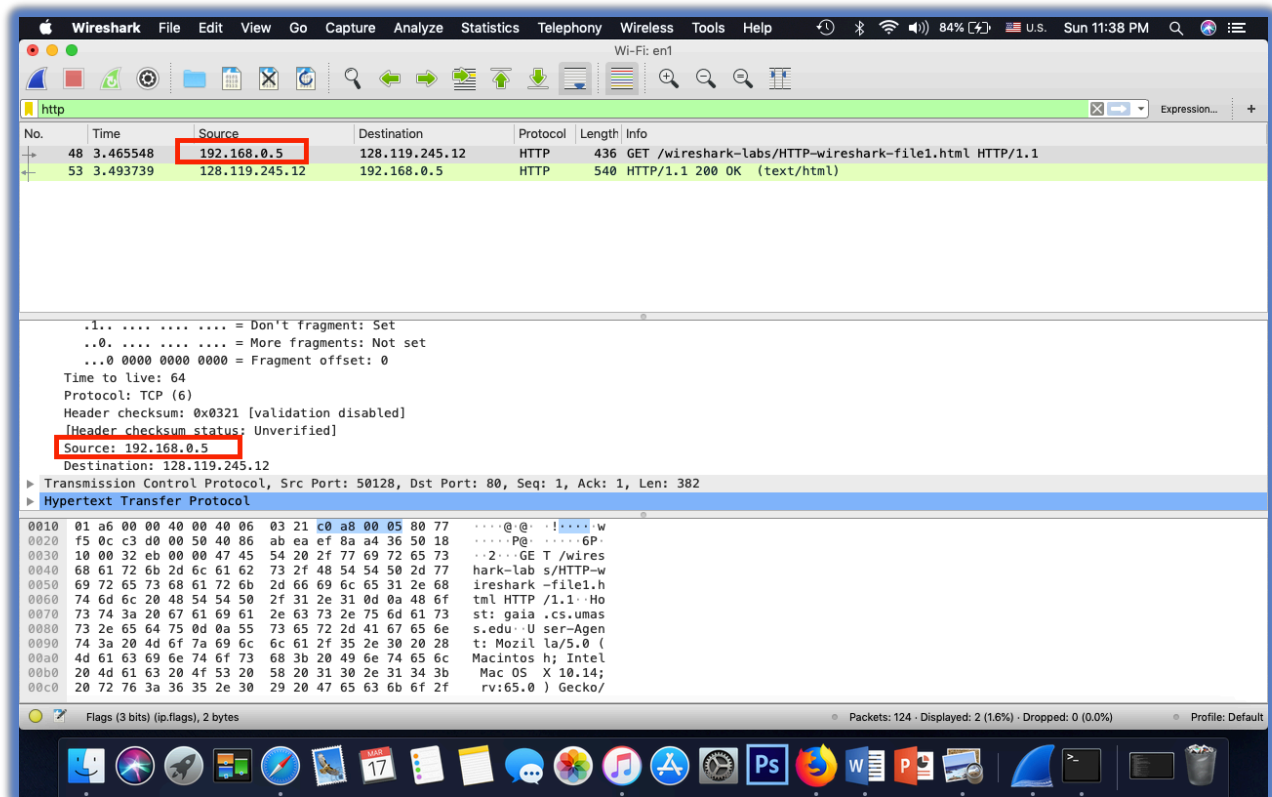 Wireshark File Edit View Go Capture Analyze Statistics Telephony Wireless Tools Help 84% U.S. Sun 11:38 PM
Wi-Fi: en1
http Expression... +
No. Time Source Destination Protocol Length Info
48 3.465548 192.168.0.5 128.119.245.12 HTTP 436 GET /wireshark-labs/HTTP-wireshark-file1.html HTTP/1.1
53 3.493739 128.119.245.12 192.168.0.5 HTTP 540 HTTP/1.1 200 OK (text/html)
.1.. .... .... .... = Don't fragment: Set
..0. .... .... .... = More fragments: Not set
...0 0000 0000 0000 = Fragment offset: 0
Time to live: 64
Protocol: TCP (6)
Header checksum: 0x0321 [validation disabled]
[Header checksum status: Unverified]
Source: 192.168.0.5
Destination: 128.119.245.12
Transmission Control Protocol, Src Port: 50128, Dst Port: 80, Seq: 1, Ack: 1, Len: 382
Hypertext Transfer Protocol
0010 01 a6 00 00 40 00 40 06 03 21 c0 a8 00 05 80 77 ····@·@· ·!·····w
0020 f5 0c c3 d0 00 50 40 86 ab ea ef 8a a4 36 50 18 ·····P@· ·····6P·
0030 10 00 32 eb 00 00 47 45 54 20 2f 77 69 72 65 73 ··2···GE T /wires
0040 68 61 72 6b 2d 6c 61 62 73 2f 48 54 54 50 2d 77 hark-lab s/HTTP-w
0050 69 72 65 73 68 61 72 6b 2d 66 69 6c 65 31 2e 68 ireshark -file1.h
0060 74 6d 6c 20 48 54 54 50 2f 31 2e 31 0d 0a 48 6f tml HTTP /1.1··Ho
0070 73 74 3a 20 67 61 69 61 2e 63 73 2e 75 6d 61 73 st: gaia .cs.umas
0080 73 2e 65 64 75 0d 0a 55 73 65 72 2d 41 67 65 6e s.edu··U ser-Agen
0090 74 3a 20 4d 6f 7a 69 6c 6c 61 2f 35 2e 30 20 28 t: Mozil la/5.0 (
00a0 4d 61 63 69 6e 74 6f 73 68 3b 20 49 6e 74 65 6c Macintos h; Intel
00b0 20 4d 61 63 20 4f 53 20 58 20 31 30 2e 31 34 3b Mac OS X 10.14;
00c0 20 72 76 3a 36 35 2e 30 29 20 47 65 63 6b 6f 2f rv:65.0 ) Gecko/
Flags (3 bits) (ip.flags), 2 bytes Packets: 124 · Displayed: 2 (1.6%) · Dropped: 0 (0.0%) Profile: Default
MAR
17
Ps